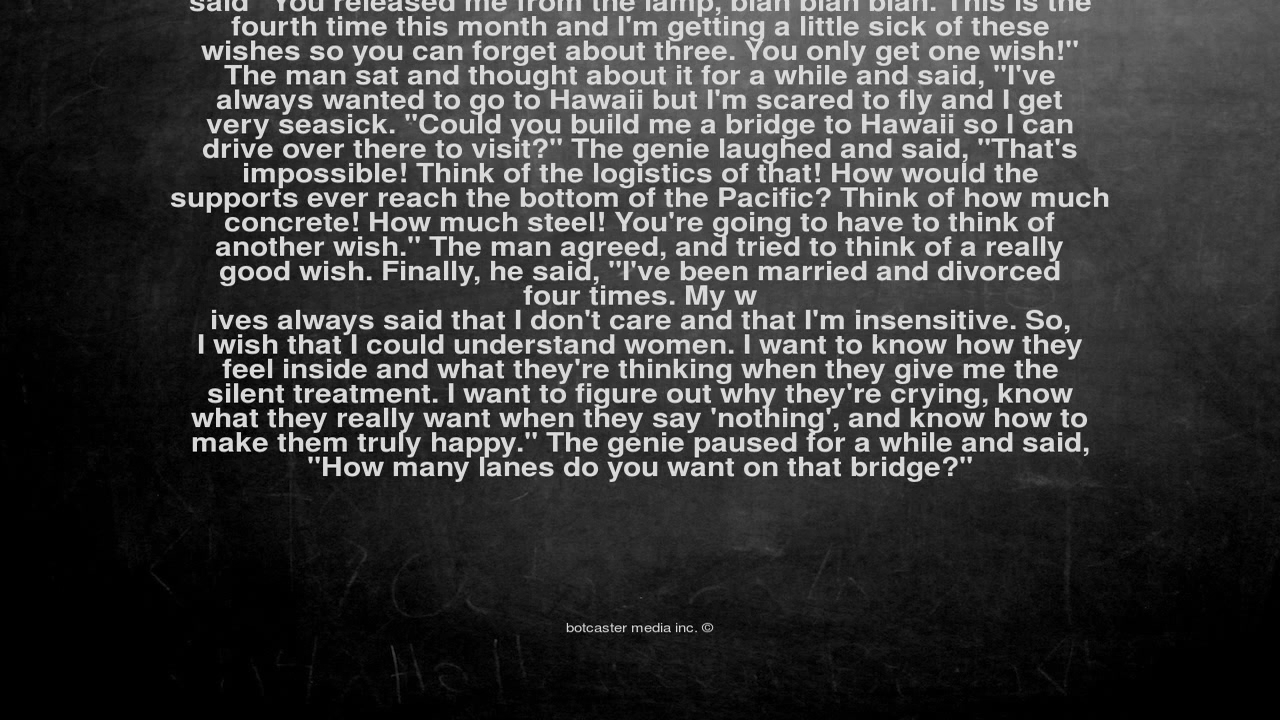 said "You released me from the lamp, blah blah blah. This is the
fourth time this month and I'm getting a little sick of these
wishes so you can forget about three. You only get one wish!"
The man sat and thought about it for a while and said, "I've
always wanted to go to Hawaii but I'm scared to fly and I get
very seasick. "Could you build me a bridge to Hawaii so I can
drive over there to visit?" The genie laughed and said, "That's
impossible! Think of the logistics of that! How would the
supports ever reach the bottom of the Pacific? Think of how much
concrete! How much steel! You're going to have to think of
another wish." The man agreed, and tried to think of a really
good wish. Finally, he said, "I've been married and divorced
four times. My w
ives always said that I don't care and that I'm insensitive. So,
I wish that I could understand women. I want to know how they
feel inside and what they're thinking when they give me the
silent treatment. I want to figure out why they're crying, know
what they really want when they say 'nothing', and know how to
make them truly happy." The genie paused for a while and said,
"How many lanes do you want on that bridge?"
botcaster media inc. ©